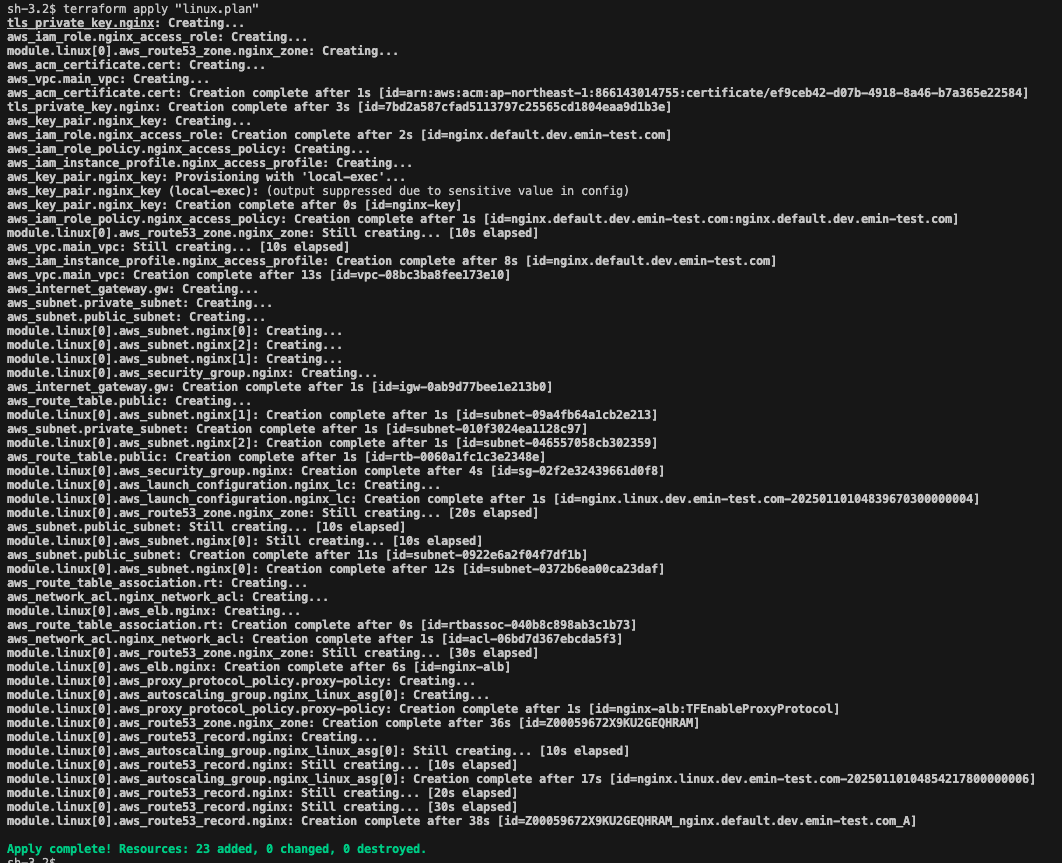 sh-3.2$ terraform apply "linux.plan"
tls_private_key.nginx: Creating...
aws_iam_role.nginx_access_role: Creating...
module.linux[0].aws_route53_zone.nginx_zone: Creating...
aws_acm_certificate.cert: Creating...
aws_vpc.main_vpc: Creating...
aws_acm_certificate.cert: Creation complete after 1s [id=arn:aws:acm:ap-northeast-1:866143014755:certificate/ef9ceb42-d07b-4918-8a46-b7a365e22584]
tls_private_key.nginx: Creation complete after 3s [id=7bd2a587cfad5113797c25565cd1804eaa9d1b3e]
aws_key_pair.nginx_key: Creating...
aws_iam_role.nginx_access_role: Creation complete after 2s [id=nginx.default.dev.emin-test.com]
aws_iam_role_policy.nginx_access_policy: Creating...
aws_iam_instance_profile.nginx_access_profile: Creating...
aws_key_pair.nginx_key: Provisioning with 'local-exec'...
aws_key_pair.nginx_key (local-exec): (output suppressed due to sensitive value in config)
aws_key_pair.nginx_key: Creation complete after 0s [id=nginx-key]
aws_iam_role_policy.nginx_access_policy: Creation complete after 1s [id=nginx.default.dev.emin-test.com:nginx.default.dev.emin-test.com]
module.linux[0].aws_route53_zone.nginx_zone: Still creating... [10s elapsed]
aws_vpc.main_vpc: Still creating... [10s elapsed]
aws_iam_instance_profile.nginx_access_profile: Creation complete after 8s [id=nginx.default.dev.emin-test.com]
aws_vpc.main_vpc: Creation complete after 13s [id=vpc-08bc3ba8fee173e10]
aws_internet_gateway.gw: Creating...
aws_subnet.private_subnet: Creating...
aws_subnet.public_subnet: Creating...
module.linux[0].aws_subnet.nginx[0]: Creating...
module.linux[0].aws_subnet.nginx[2]: Creating...
module.linux[0].aws_subnet.nginx[1]: Creating...
module.linux[0].aws_security_group.nginx: Creating...
aws_internet_gateway.gw: Creation complete after 1s [id=igw-0ab9d77bee1e213b0]
aws_route_table.public: Creating...
module.linux[0].aws_subnet.nginx[1]: Creation complete after 1s [id=subnet-09a4fb64a1cb2e213]
aws_subnet.private_subnet: Creation complete after 1s [id=subnet-010f3024ea1128c97]
module.linux[0].aws_subnet.nginx[2]: Creation complete after 1s [id=subnet-046557058cb302359]
aws_route_table.public: Creation complete after 1s [id=rtb-0060a1fc1c3e2348e]
module.linux[0].aws_security_group.nginx: Creation complete after 4s [id=sg-02f2e32439661d0f8]
module.linux[0].aws_launch_configuration.nginx_lc: Creating...
module.linux[0].aws_launch_configuration.nginx_lc: Creation complete after 1s [id=nginx.linux.dev.emin-test.com-20250110104839670300000004]
module.linux[0].aws_route53_zone.nginx_zone: Still creating... [20s elapsed]
aws_subnet.public_subnet: Still creating... [10s elapsed]
module.linux[0].aws_subnet.nginx[0]: Still creating... [10s elapsed]
aws_subnet.public_subnet: Creation complete after 11s [id=subnet-0922e6a2f04f7df1b]
module.linux[0].aws_subnet.nginx[0]: Creation complete after 12s [id=subnet-0372b6ea00ca23daf]
aws_route_table_association.rt: Creating...
aws_network_acl.nginx_network_acl: Creating...
module.linux[0].aws_elb.nginx: Creating...
aws_route_table_association.rt: Creation complete after 0s [id=rtbassoc-040b8c898ab3c1b73]
aws_network_acl.nginx_network_acl: Creation complete after 1s [id=acl-06bd7d367ebcda5f3]
module.linux[0].aws_route53_zone.nginx_zone: Still creating... [30s elapsed]
module.linux[0].aws_elb.nginx: Creation complete after 6s [id=nginx-alb]
module.linux[0].aws_proxy_protocol_policy.proxy-policy: Creating...
module.linux[0].aws_autoscaling_group.nginx_linux_asg[0]: Creating...
module.linux[0].aws_proxy_protocol_policy.proxy-policy: Creation complete after 1s [id=nginx-alb:TFEnableProxyProtocol]
module.linux[0].aws_route53_zone.nginx_zone: Creation complete after 36s [id=Z00059672X9KU2GEQHRAM]
module.linux[0].aws_route53_record.nginx: Creating...
module.linux[0].aws_autoscaling_group.nginx_linux_asg[0]: Still creating... [10s elapsed]
module.linux[0].aws_route53_record.nginx: Still creating... [10s elapsed]
module.linux[0].aws_autoscaling_group.nginx_linux_asg[0]: Creation complete after 17s [id=nginx.linux.dev.emin-test.com-20250110104854217800000006]
module.linux[0].aws_route53_record.nginx: Still creating... [20s elapsed]
module.linux[0].aws_route53_record.nginx: Still creating... [30s elapsed]
module.linux[0].aws_route53_record.nginx: Creation complete after 38s [id=Z00059672X9KU2GEQHRAM_nginx.default.dev.emin-test.com_A]
Apply complete! Resources: 23 added, 0 changed, 0 destroyed.
sh-3.2$